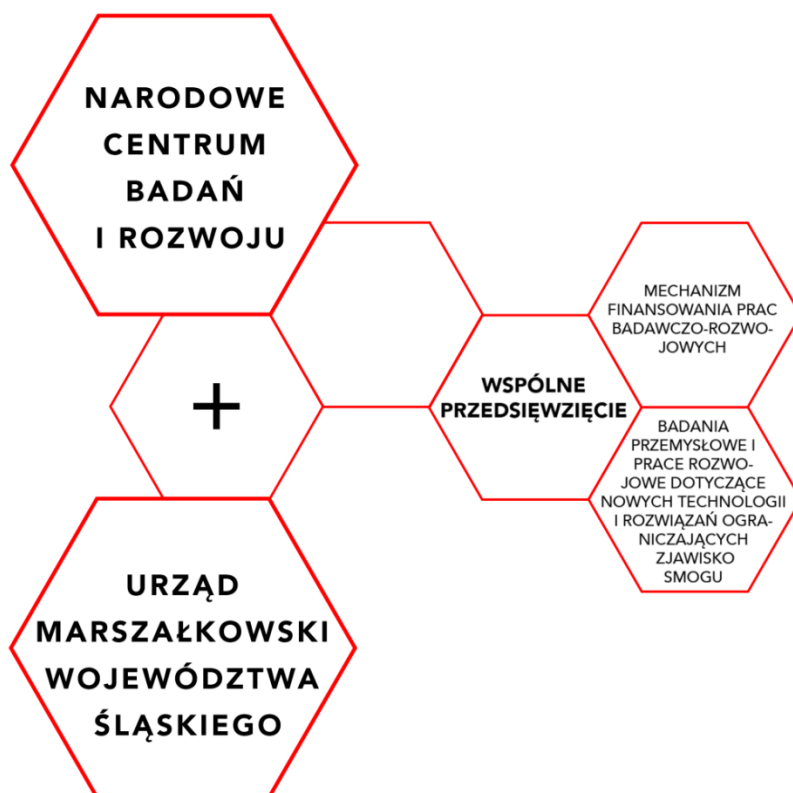 NARODOWE
CENTRUM
BADAŃ
I ROZWOJU
+
URZĄD
MARSZAŁKOWSKI
WOJEWÓDZTWA
ŚLĄSKIEGO
WSPÓLNE
PRZEDSIĘWZIĘCIE
MECHANIZM
FINANSOWANIA PRAC
BADAWCZO-ROZWO-
JOWYCH
BADANIA
PRZEMYSŁOWE I
PRACE ROZWO-
JOWE DOTYCZĄCE
NOWYCH TECHNOLOGII
I ROZWIĄZAŃ OGRA-
NICZAJĄCYCH
ZJAWISKO
SMOGU